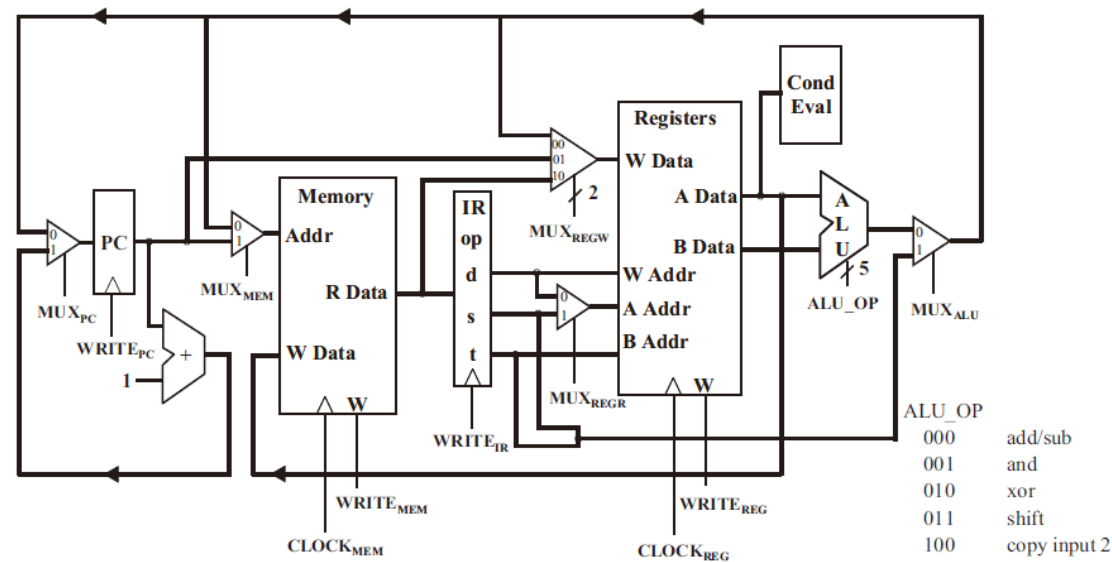 Cond
Eval
Registers
00
01
10
W Data
Memory
IR
A Data
A
L
U
0
1
0
1
PC
0
1
Addr
op
2
MUX_REGW
B Data
5
MUX_PC
MUX_MEM
R Data
d
W Addr
ALU_OP
MUX_ALU
0
1
s
A Addr
WRITE_PC
+
1
W Data
t
B Addr
MUX_REGR
W
W
WRITE_IR
ALU_OP
000 add/sub
001 and
010 xor
011 shift
100 copy input 2
WRITE_MEM
WRITE_REG
CLOCK_MEM
CLOCK_REG